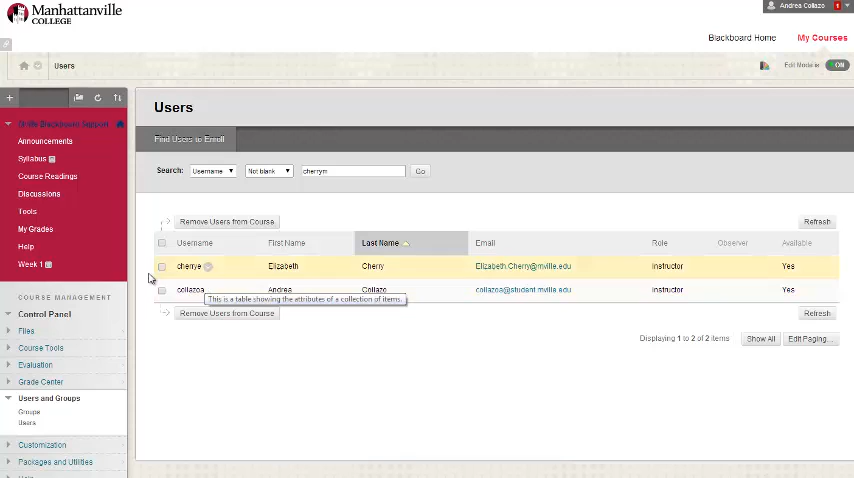 Manhattanville
COLLEGE
Andrea Collazo 1
Blackboard Home My Courses
Users
Edit Mode is: ON
Users
Find Users to Enroll
Blackboard Support
Announcements
Syllabus
Course Readings
Discussions
Tools
My Grades
Help
Week 1
COURSE MANAGEMENT
Control Panel
Files
Course Tools
Evaluation
Grade Center
Users and Groups
Groups
Users
Customization
Packages and Utilities
Help
Search: Username Not blank cherrym Go
Remove Users from Course Refresh
Username First Name Last Name Email Role Observer Available
cherrye Elizabeth Cherry Elizabeth.Cherry@mville.edu Instructor Yes
collazoa Andrea Collazo collazoa@student.mville.edu Instructor Yes
This is a table showing the attributes of a collection of items.
Remove Users from Course Refresh
Displaying 1 to 2 of 2 items Show All Edit Paging...